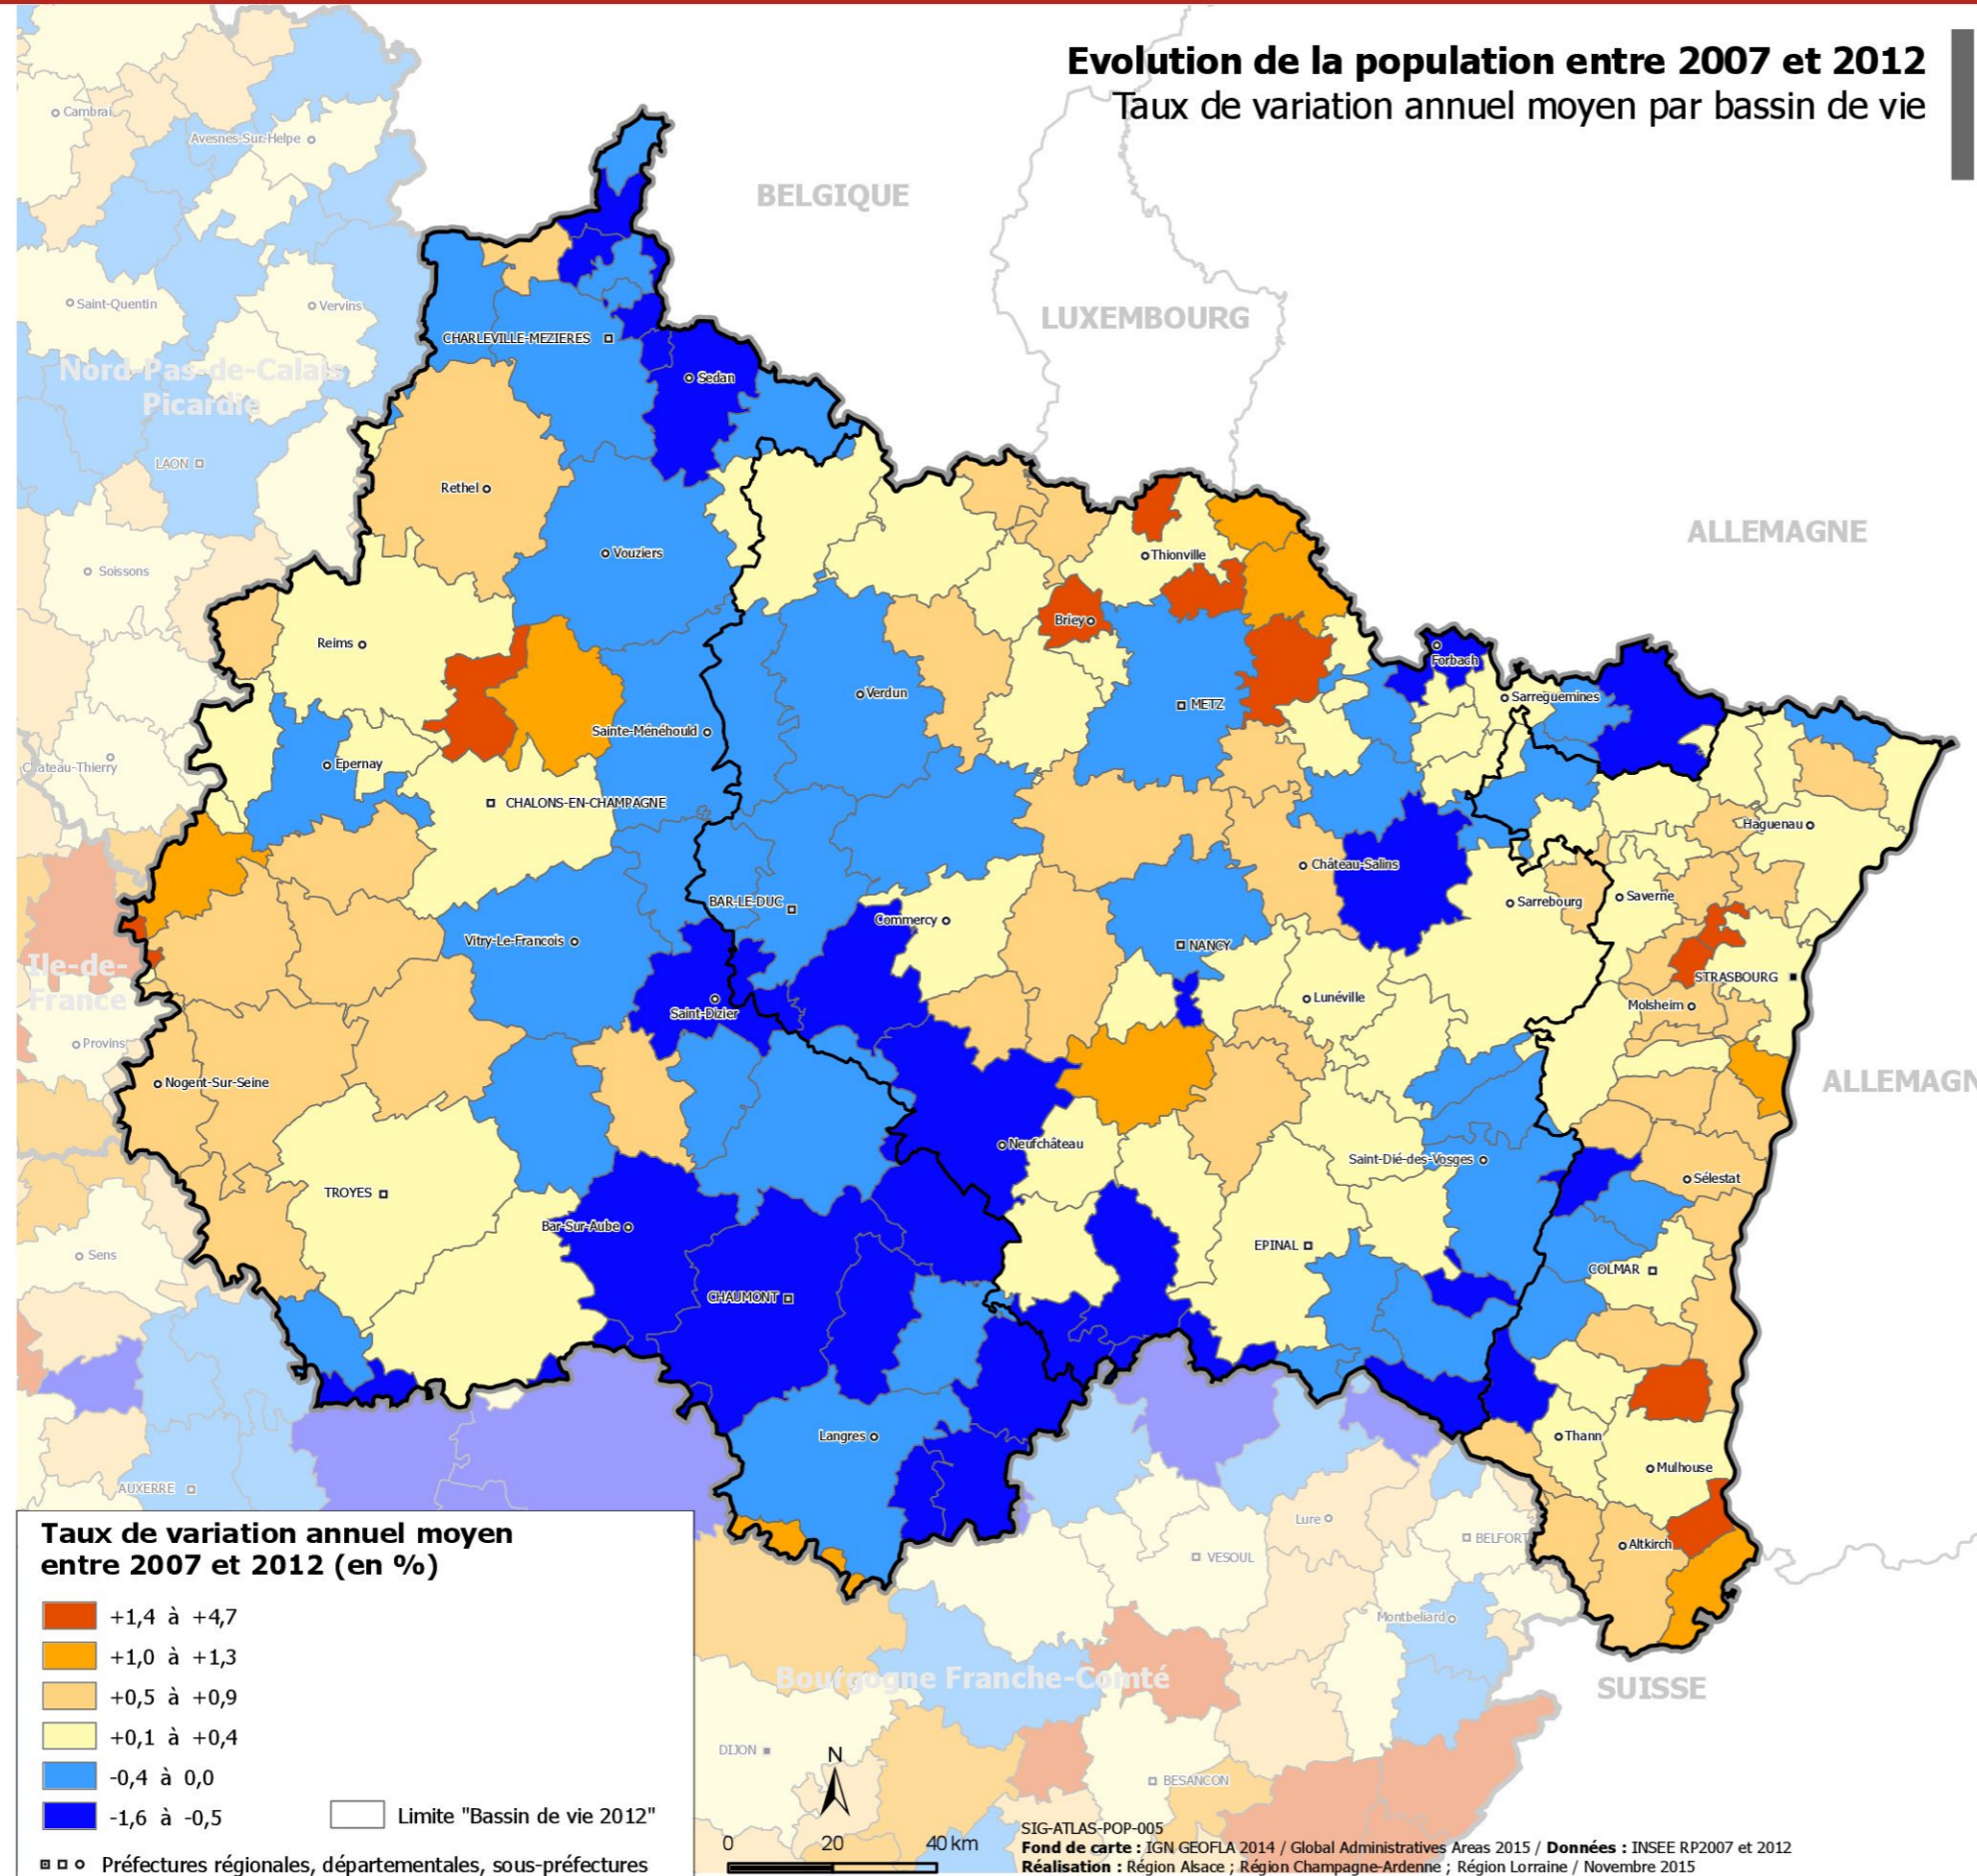 Evolution de la population entre 2007 et 2012
Taux de variation annuel moyen par bassin de vie
Cambrai
Avesnes-Sur-Helpe
BELGIQUE
Saint-Quentin
Vervins
LUXEMBOURG
CHARLEVILLE-MEZIERES
Nord-Pas-de-Calais
Picardie
Sedan
LAON
Rethel
ALLEMAGNE
Vouziers
Thionville
Soissons
Briey
Reims
Forbach
Verdun
Sarreguemines
METZ
Sainte-Ménéhould
Epernay
Château-Thierry
CHALONS-EN-CHAMPAGNE
Haguenau
Château-Salins
Saverne
BAR-LE-DUC
Sarrebourg
Commercy
Vitry-Le-Francois
NANCY
Ile-de-
France
STRASBOURG
Lunéville
Molsheim
Saint-Dizier
Provins
Nogent-Sur-Seine
ALLEMAGN
Neufchâteau
Saint-Dié-des-Vosges
Sélestat
TROYES
Bar-Sur-Aube
EPINAL
Sens
COLMAR
CHAUMONT
Langres
Thann
Mulhouse
AUXERRE
Lure
BELFORT
Altkirch
VESOUL
Montbeliard
Bourgogne Franche-Comté
SUISSE
DIJON
BESANCON
Taux de variation annuel moyen
entre 2007 et 2012 (en %)
+1,4 à +4,7
+1,0 à +1,3
+0,5 à +0,9
+0,1 à +0,4
-0,4 à 0,0
-1,6 à -0,5
Limite "Bassin de vie 2012"
Préfectures régionales, départementales, sous-préfectures
N
0 20 40 km
SIG-ATLAS-POP-005
Fond de carte : IGN GEOFLA 2014 / Global Administratives Areas 2015 / Données : INSEE RP2007 et 2012
Réalisation : Région Alsace ; Région Champagne-Ardenne ; Région Lorraine / Novembre 2015